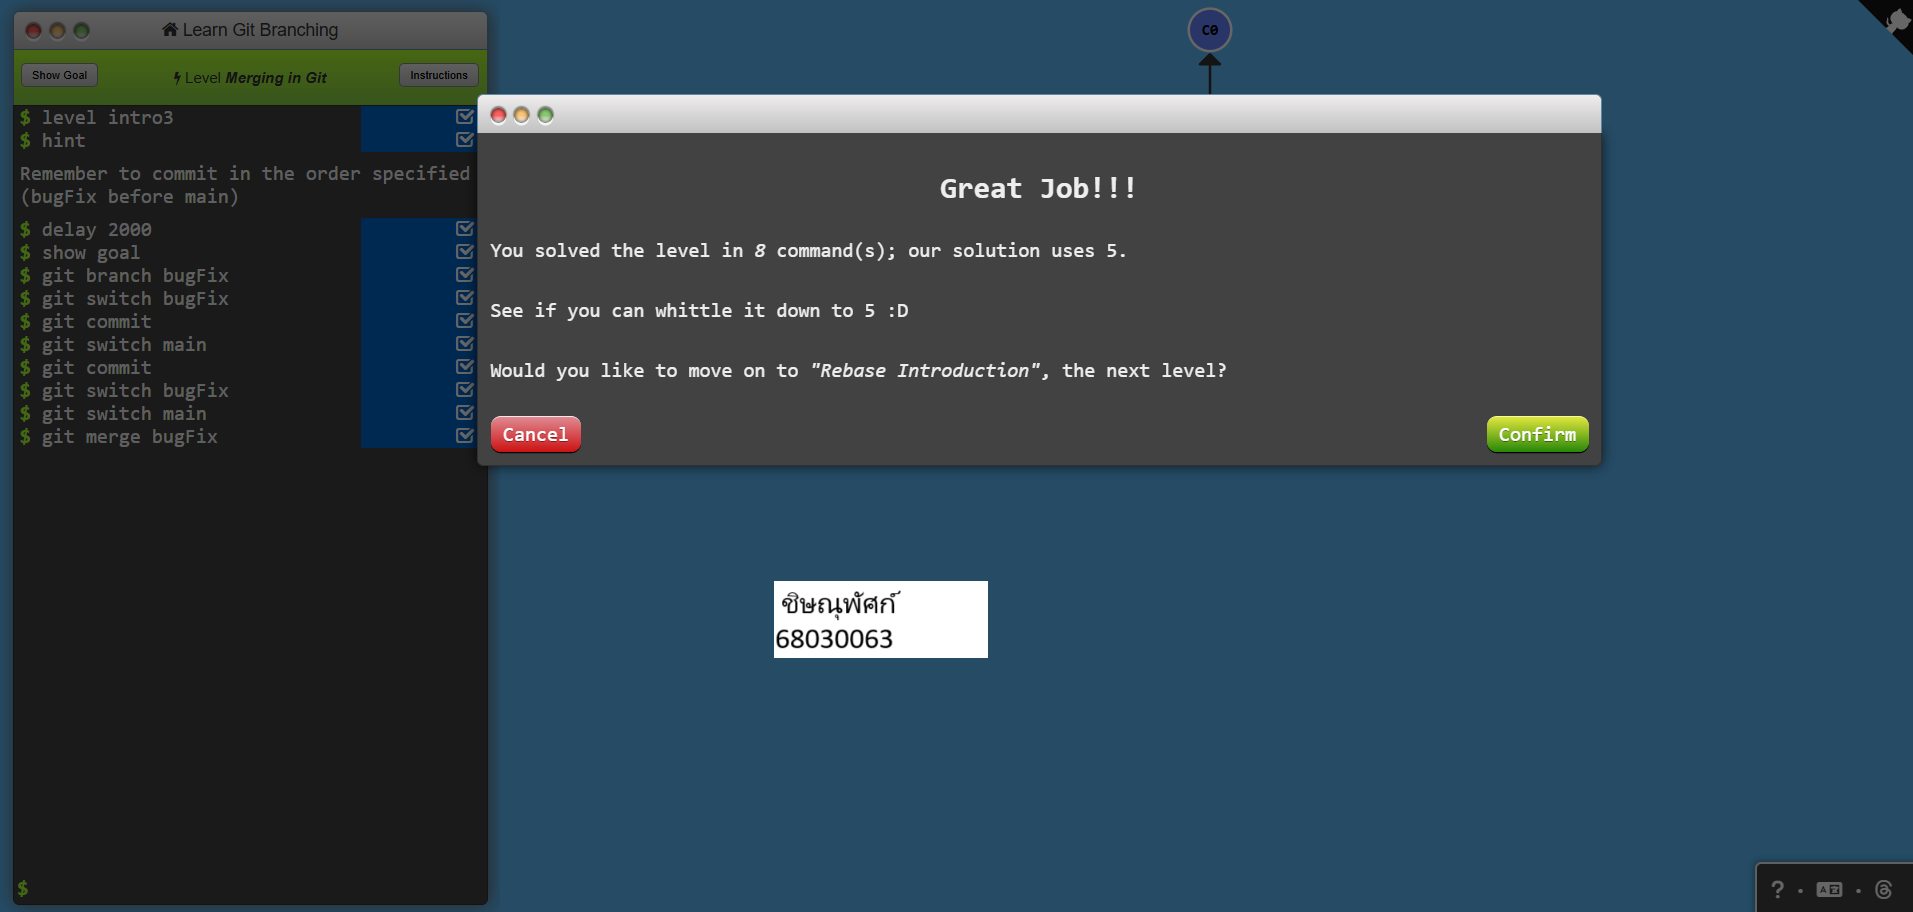 Learn Git Branching
Show Goal
Level Merging in Git
Instructions
$ level intro3
$ hint
Remember to commit in the order specified
(bugFix before main)
$ delay 2000
$ show goal
$ git branch bugFix
$ git switch bugFix
$ git commit
$ git switch main
$ git commit
$ git switch bugFix
$ git switch main
$ git merge bugFix
$
C0
Great Job!!!
You solved the level in 8 command(s); our solution uses 5.
See if you can whittle it down to 5 :D
Would you like to move on to "Rebase Introduction", the next level?
Cancel
Confirm
ชิษณุพัศก์
68030063
?